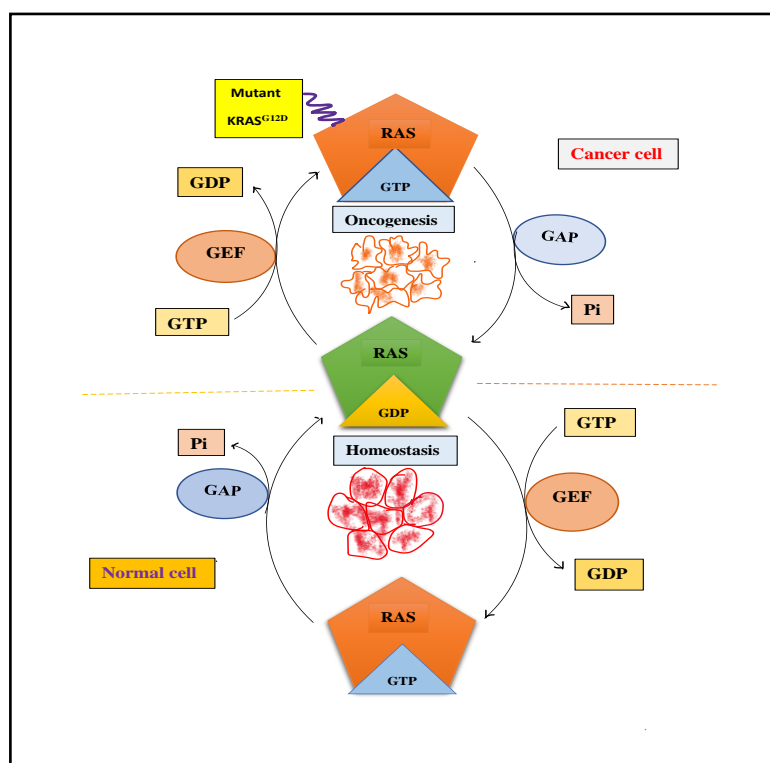 Mutant
KRASG12D
RAS
GTP
Cancer cell
GDP
Oncogenesis
GEF
GAP
GTP
Pi
RAS
GDP
GTP
Pi
Homeostasis
GAP
GEF
Normal cell
GDP
RAS
GTP